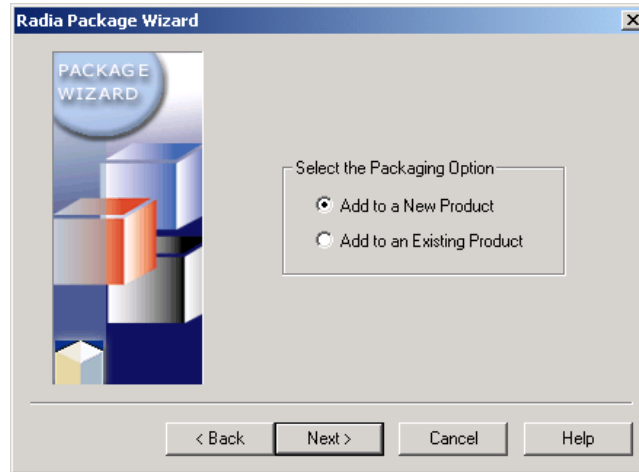 Radia Package Wizard
PACKAGE
WIZARD
Select the Packaging Option
Add to a New Product
Add to an Existing Product
< Back
Next >
Cancel
Help